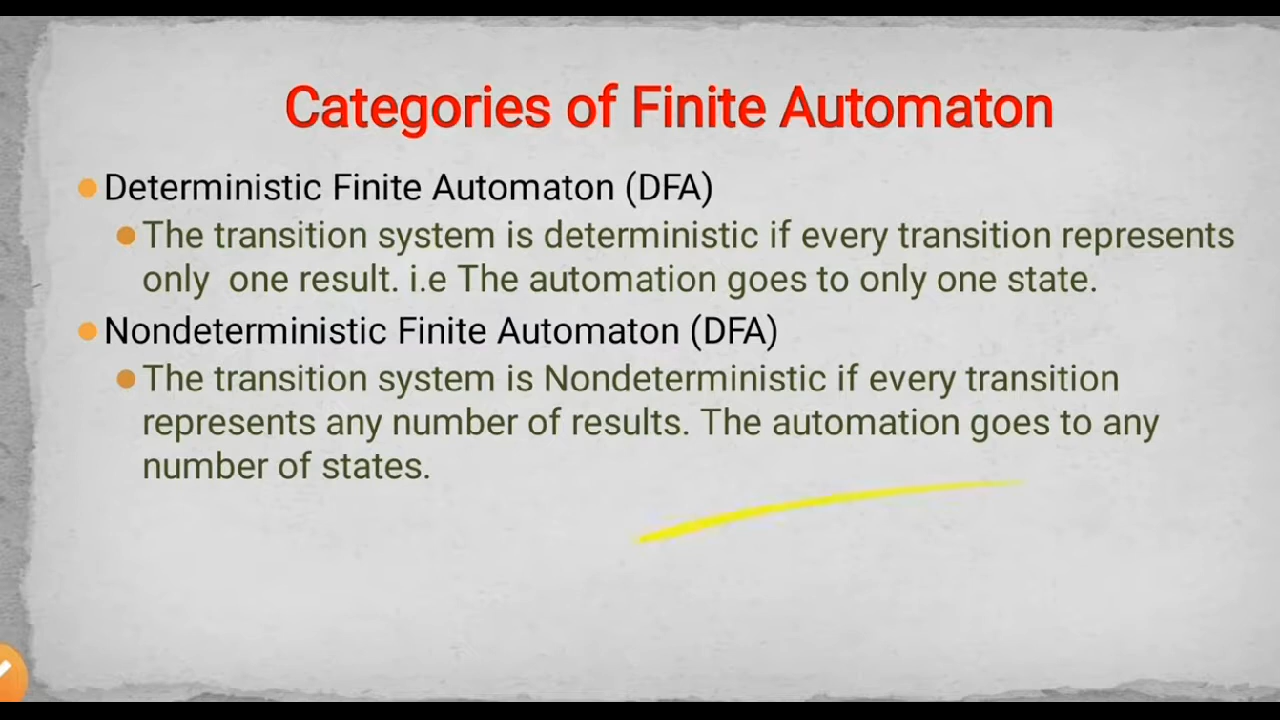 Categories of Finite Automaton
Deterministic Finite Automaton (DFA)
The transition system is deterministic if every transition represents
only one result. i.e The automation goes to only one state.
Nondeterministic Finite Automaton (DFA)
The transition system is Nondeterministic if every transition
represents any number of results. The automation goes to any
number of states.